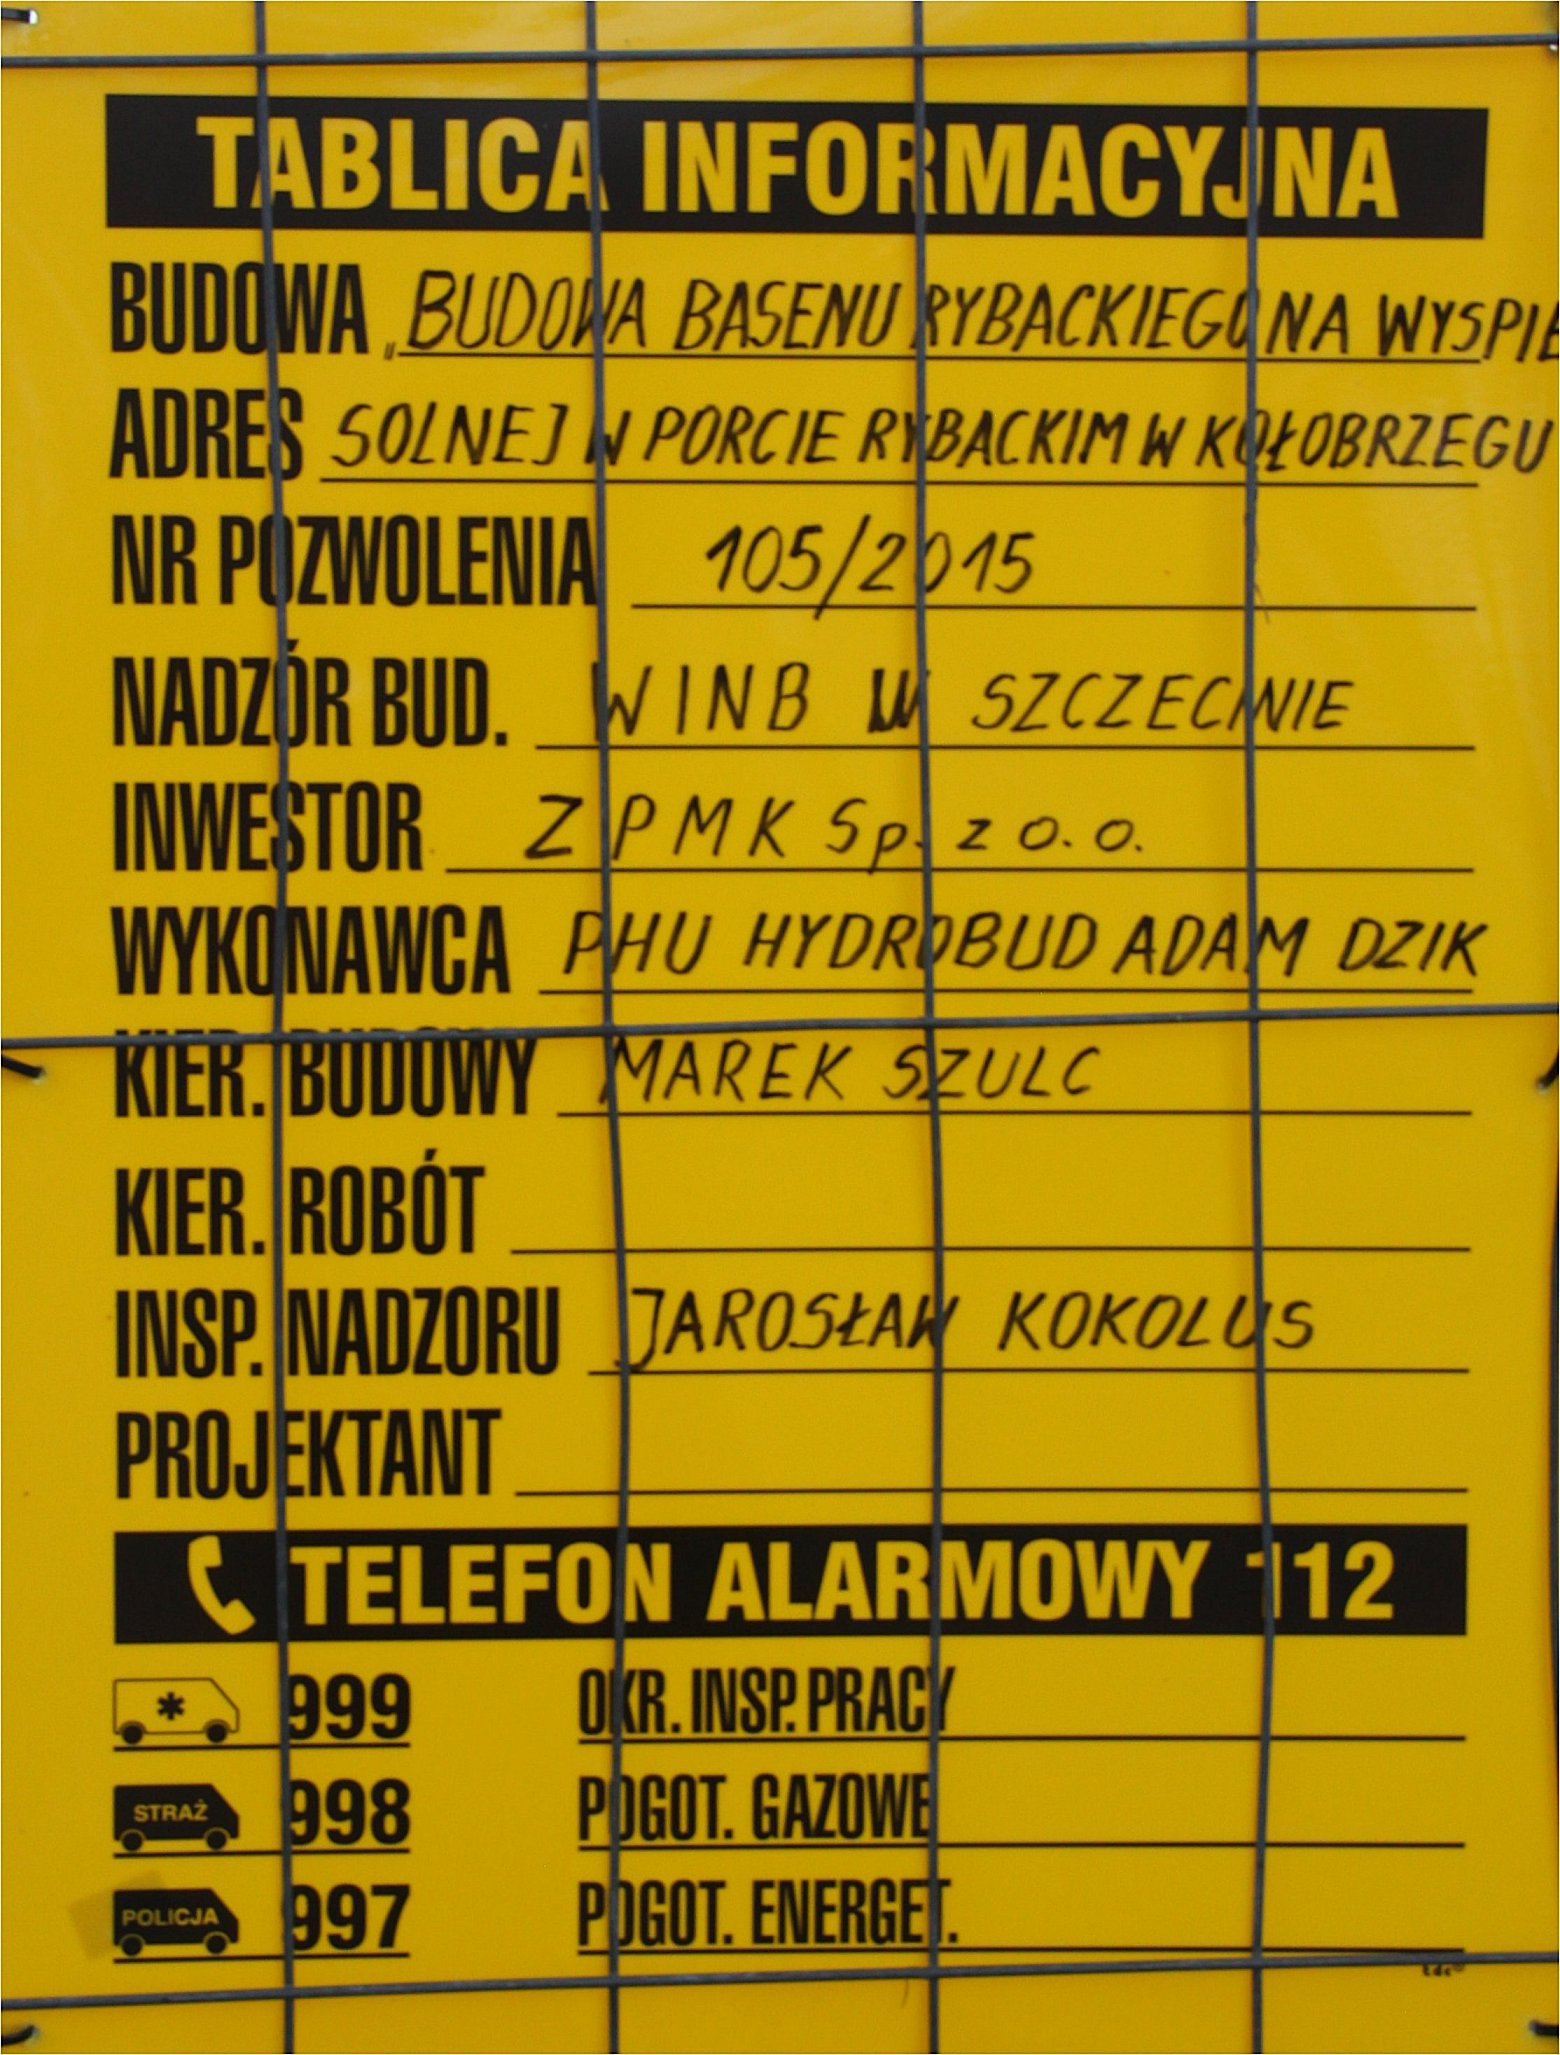 TABLICA INFORMACYJNA
BUDOWA „BUDOWA BASENU RYBACKIEGO NA WYSPIE
ADRES SOLNEJ W PORCIE RYBACKIM W KOŁOBRZEGU
NR POZWOLENIA 105/2015
NADZÓR BUD. WINB W SZCZECINIE
INWESTOR ZPMK Sp. z o.o.
WYKONAWCA PHU HYDROBUD ADAM DZIK
KIER. BUDOWY MAREK SZULC
KIER. ROBÓT
INSP. NADZORU JAROSŁAW KOKOLUS
PROJEKTANT
TELEFON ALARMOWY 112
999 OKR. INSP. PRACY
STRAŻ 998 POGOT. GAZOWE
POLICJA 997 POGOT. ENERGET.